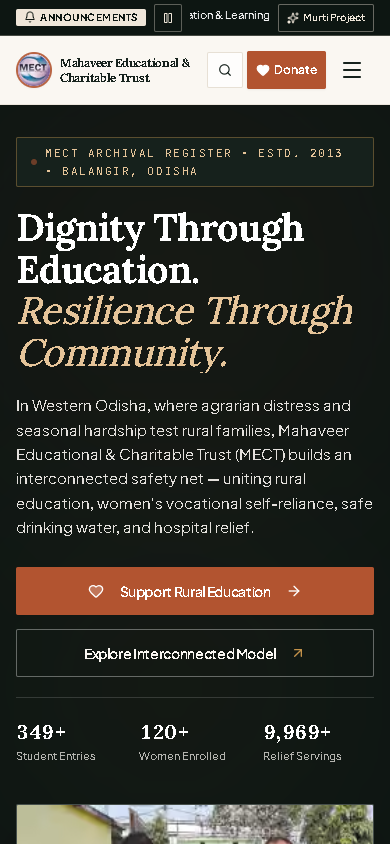 ANNOUNCEMENTS
ation & Learning
Murti Project
MECT
Mahaveer Educational &
Charitable Trust
Donate
MECT ARCHIVAL REGISTER • ESTD. 2013
• BALANGIR, ODISHA
Dignity Through
Education.
Resilience Through
Community.
In Western Odisha, where agrarian distress and
seasonal hardship test rural families, Mahaveer
Educational & Charitable Trust (MECT) builds an
interconnected safety net — uniting rural
education, women's vocational self-reliance, safe
drinking water, and hospital relief.
Support Rural Education
Explore Interconnected Model
349+
120+
9,969+
Student Entries
Women Enrolled
Relief Servings